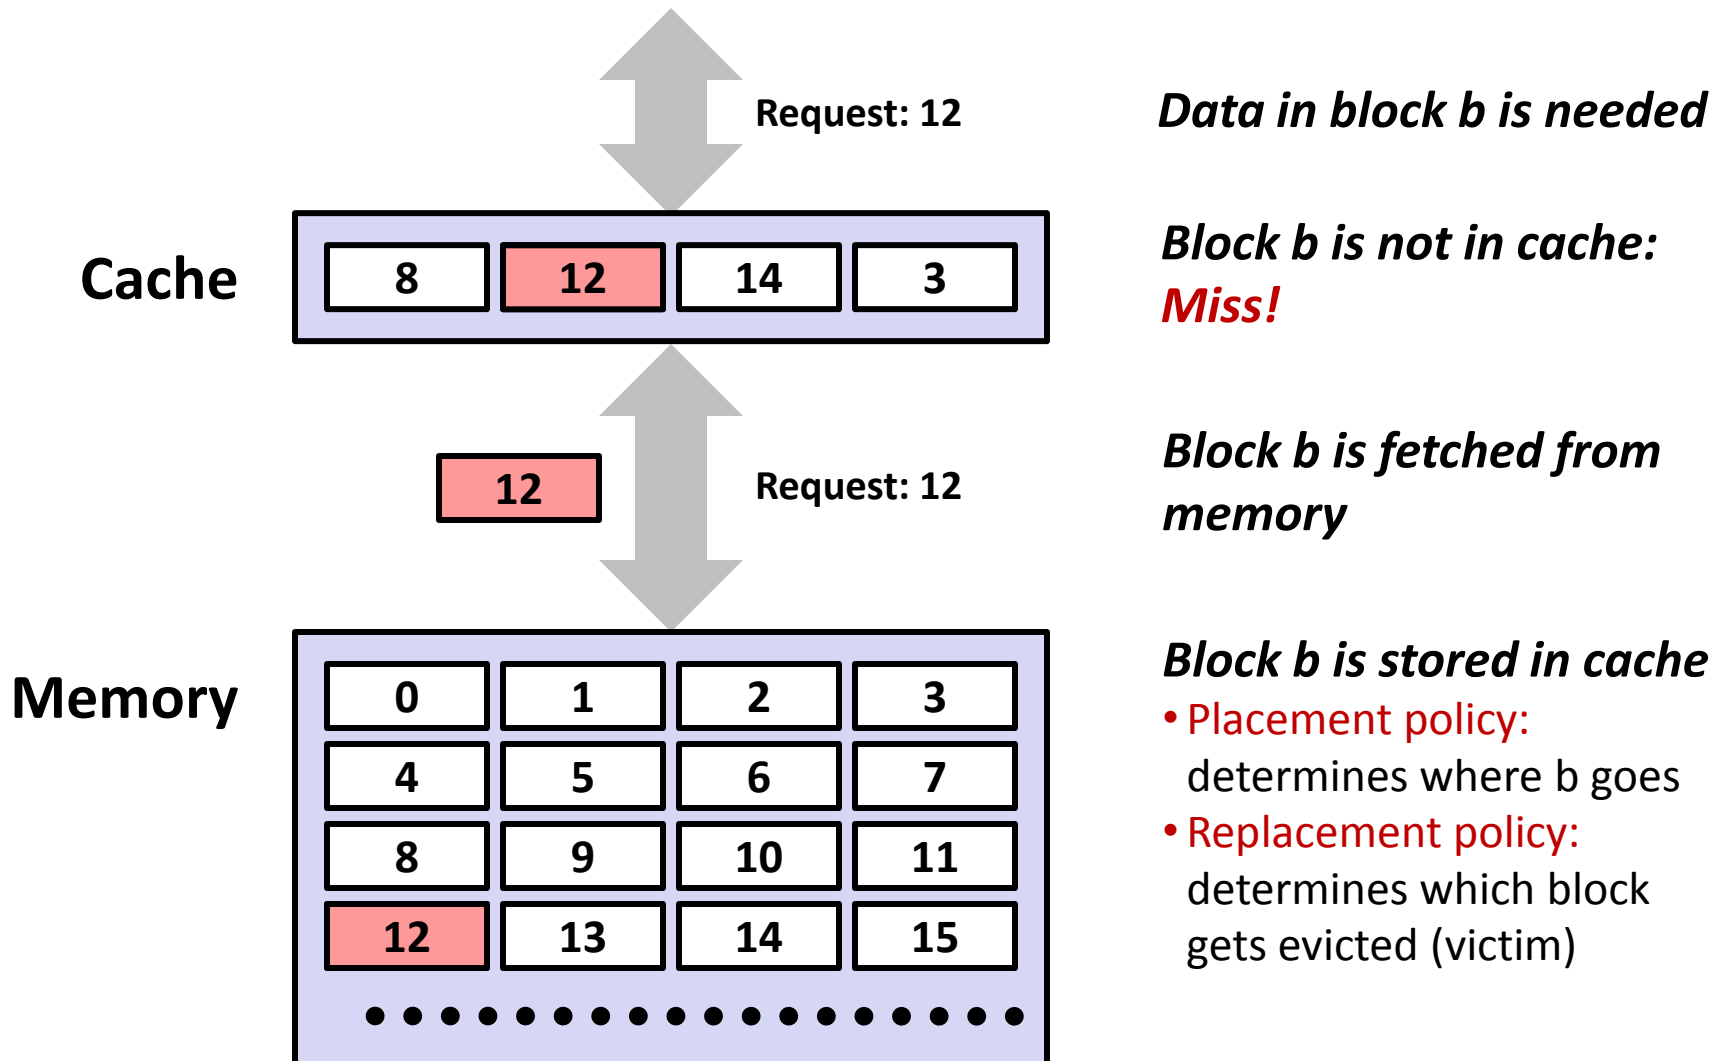 Request: 12
Data in block b is needed
Cache
8 12 14 3
Block b is not in cache:
Miss!
12
Request: 12
Block b is fetched from
memory
Memory
0 1 2 3
4 5 6 7
8 9 10 11
12 13 14 15
Block b is stored in cache
• Placement policy:
determines where b goes
• Replacement policy:
determines which block
gets evicted (victim)